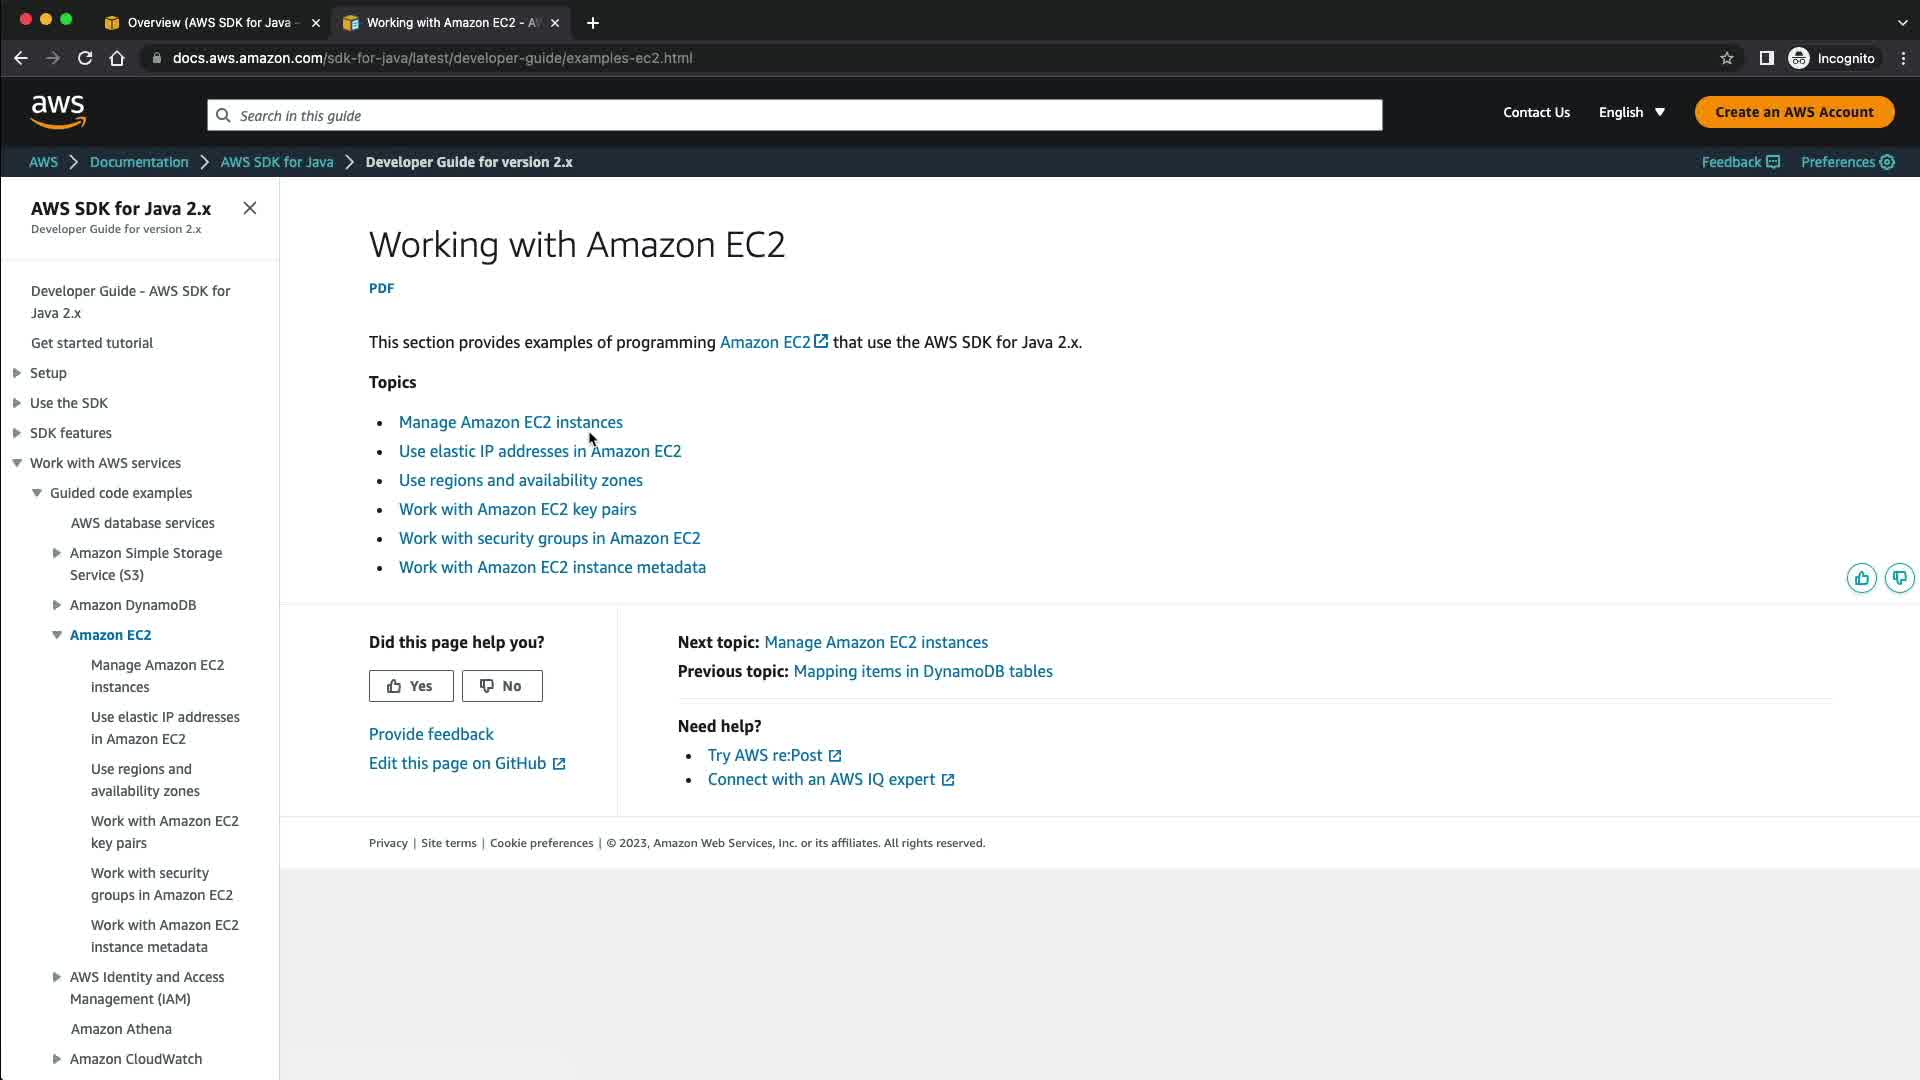 Overview (AWS SDK for Java -
Working with Amazon EC2 - AW
docs.aws.amazon.com/sdk-for-java/latest/developer-guide/examples-ec2.html
Incognito
aws
Search in this guide
Contact Us
English
Create an AWS Account
AWS
Documentation
AWS SDK for Java
Developer Guide for version 2.x
Feedback
Preferences
AWS SDK for Java 2.x
Developer Guide for version 2.x
Developer Guide - AWS SDK for
Java 2.x
Get started tutorial
Setup
Use the SDK
SDK features
Work with AWS services
Guided code examples
AWS database services
Amazon Simple Storage
Service (S3)
Amazon DynamoDB
Amazon EC2
Manage Amazon EC2
instances
Use elastic IP addresses
in Amazon EC2
Use regions and
availability zones
Work with Amazon EC2
key pairs
Work with security
groups in Amazon EC2
Work with Amazon EC2
instance metadata
AWS Identity and Access
Management (IAM)
Amazon Athena
Amazon CloudWatch
Working with Amazon EC2
PDF
This section provides examples of programming Amazon EC2 that use the AWS SDK for Java 2.x.
Topics
• Manage Amazon EC2 instances
• Use elastic IP addresses in Amazon EC2
• Use regions and availability zones
• Work with Amazon EC2 key pairs
• Work with security groups in Amazon EC2
• Work with Amazon EC2 instance metadata
Did this page help you?
Yes
No
Provide feedback
Edit this page on GitHub
Next topic: Manage Amazon EC2 instances
Previous topic: Mapping items in DynamoDB tables
Need help?
• Try AWS re:Post
• Connect with an AWS IQ expert
Privacy | Site terms | Cookie preferences | © 2023, Amazon Web Services, Inc. or its affiliates. All rights reserved.